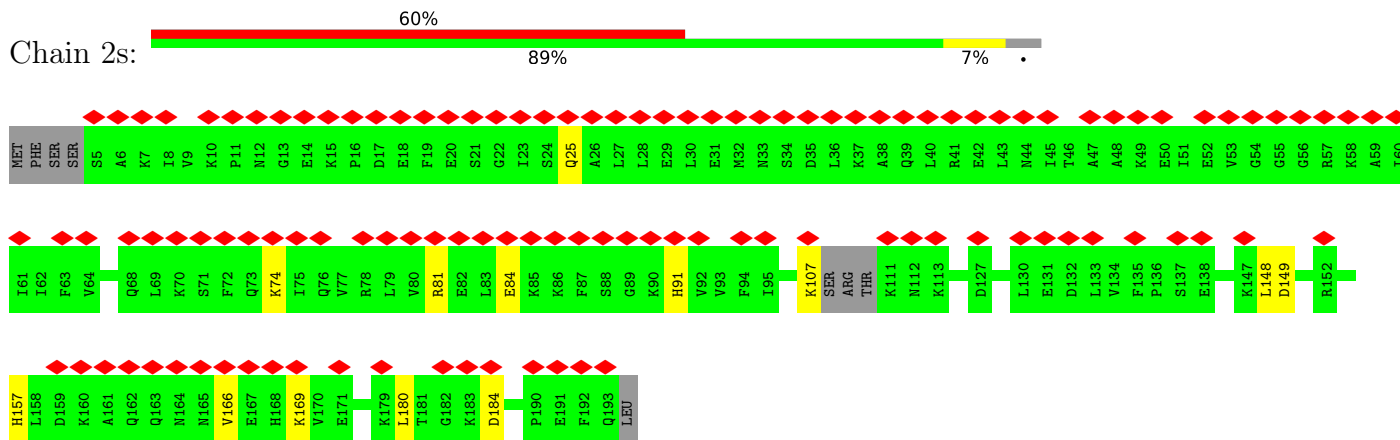 60%
Chain 2s:
89% 7% •
MET PHE SER SER S5 A6 K7 I8 V9 K10 P11 N12 G13 E14 K15 P16 D17 E18 F19 E20 S21 G22 I23 S24 Q25 A26 L27 L28 E29 L30 E31 M32 N33 S34 D35 L36 K37 A38 Q39 L40 R41 E42 L43 N44 I45 T46 A47 A48 K49 E50 I51 E52 V53 G54 G55 G56 R57 K58 A59 I60
I61 I62 F63 V64 Q68 L69 K70 S71 F72 Q73 K74 I75 Q76 V77 R78 L79 V80 R81 E82 L83 E84 K85 K86 F87 S88 G89 K90 H91 V92 V93 F94 I95 K107 SER ARG THR K111 N112 K113 D127 L130 E131 D132 L133 V134 F135 P136 S137 E138 K147 L148 D149 R152
H157 L158 D159 K160 A161 Q162 Q163 N164 N165 V166 E167 H168 K169 V170 E171 K179 L180 T181 G182 K183 D184 P190 E191 F192 Q193 LEU